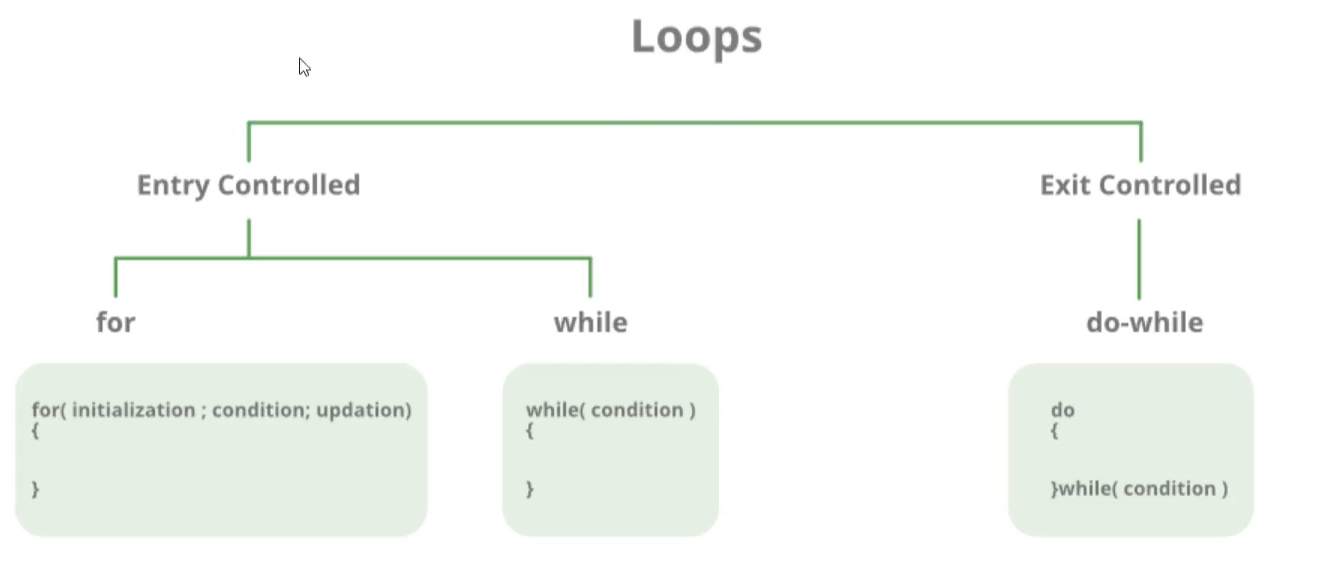 Loops
Entry Controlled
Exit Controlled
for
while
do-while
for( initialization ; condition; updation)
{
}
while( condition )
{
}
do
{
}while( condition )